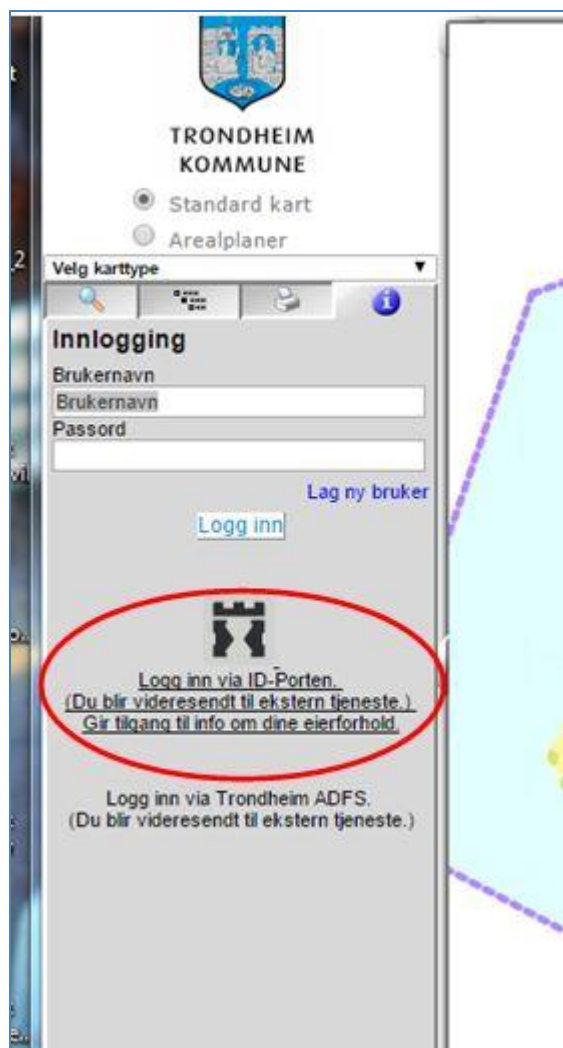 TRONDHEIM
KOMMUNE
Standard kart
Arealplaner
Velg karttype
Innlogging
Brukernavn
Brukernavn
Passord
Lag ny bruker
Logg inn
Logg inn via ID-Porten.
(Du blir videresendt til ekstern tjeneste.)
Gir tilgang til info om dine eierforhold.
Logg inn via Trondheim ADFS.
(Du blir videresendt til ekstern tjeneste.)